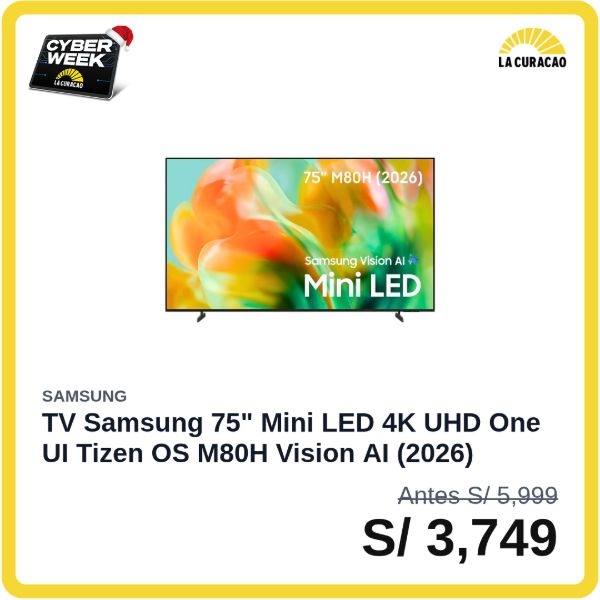 CYBER
WEEK
LA CURACAO
LA CURACAO
75" M80H (2026)
Samsung Vision AI
Mini LED
SAMSUNG
TV Samsung 75" Mini LED 4K UHD One
UI Tizen OS M80H Vision AI (2026)
Antes S/ 5,999
S/ 3,749